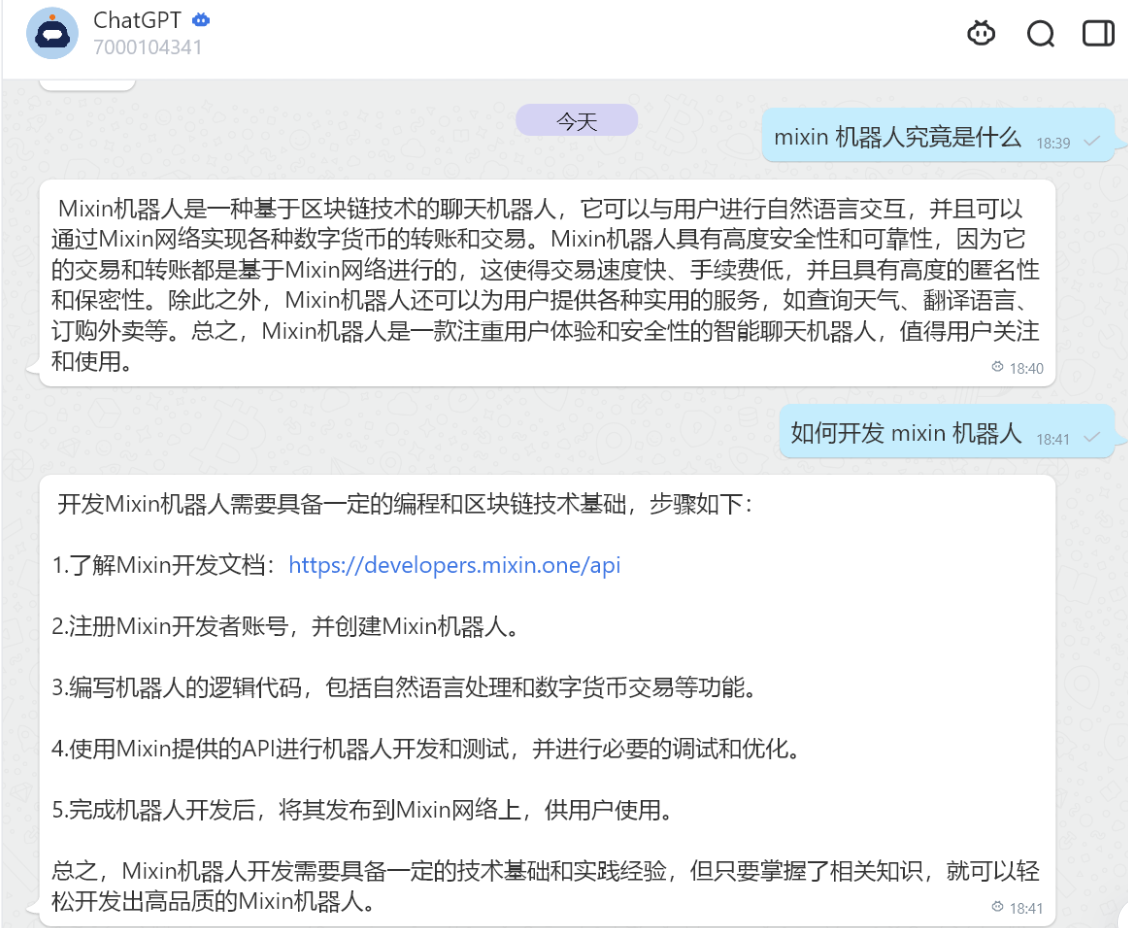 ChatGPT
7000104341
今天
mixin 机器人究竟是什么 18:39
Mixin机器人是一种基于区块链技术的聊天机器人，它可以与用户进行自然语言交互，并且可以
通过Mixin网络实现各种数字货币的转账和交易。Mixin机器人具有高度安全性和可靠性，因为它
的交易和转账都是基于Mixin网络进行的，这使得交易速度快、手续费低，并且具有高度的匿名性
和保密性。除此之外，Mixin机器人还可以为用户提供各种实用的服务，如查询天气、翻译语言、
订购外卖等。总之，Mixin机器人是一款注重用户体验和安全性的智能聊天机器人，值得用户关注
和使用。 18:40
如何开发 mixin 机器人 18:41
开发Mixin机器人需要具备一定的编程和区块链技术基础，步骤如下：
1.了解Mixin开发文档：https://developers.mixin.one/api
2.注册Mixin开发者账号，并创建Mixin机器人。
3.编写机器人的逻辑代码，包括自然语言处理和数字货币交易等功能。
4.使用Mixin提供的API进行机器人开发和测试，并进行必要的调试和优化。
5.完成机器人开发后，将其发布到Mixin网络上，供用户使用。
总之，Mixin机器人开发需要具备一定的技术基础和实践经验，但只要掌握了相关知识，就可以轻
松开发出高品质的Mixin机器人。 18:41